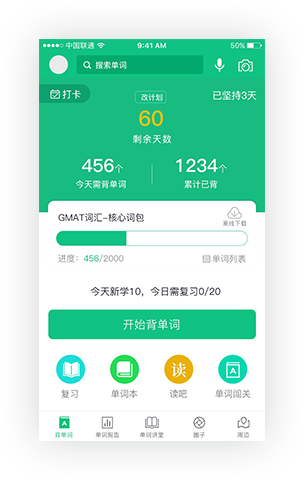 中国联通 9:41 AM 50%
搜索单词
打卡 改计划 已坚持3天
60
剩余天数
456个 1234个
今天需背单词 累计已背
GMAT词汇-核心词包
离线下载
进度：456/2000 单词列表
今天新学10，今日需复习0/20
开始背单词
读 A
复习 单词本 读吧 单词闯关
A
背单词 单词报告 单词讲堂 圈子 周边